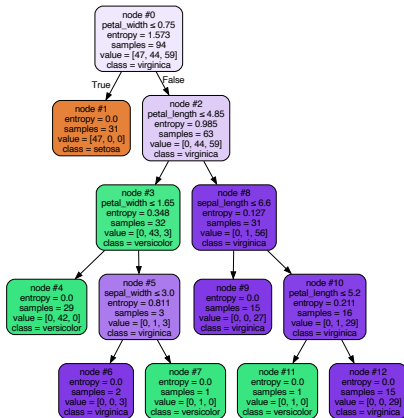 node #0
petal_width ≤ 0.75
entropy = 1.573
samples = 94
value = [47, 44, 59]
class = virginica
True
False
node #1
entropy = 0.0
samples = 31
value = [47, 0, 0]
class = setosa
node #2
petal_length ≤ 4.85
entropy = 0.985
samples = 63
value = [0, 44, 59]
class = virginica
node #3
petal_width ≤ 1.65
entropy = 0.348
samples = 32
value = [0, 43, 3]
class = versicolor
node #8
sepal_length ≤ 6.6
entropy = 0.127
samples = 31
value = [0, 1, 56]
class = virginica
node #4
entropy = 0.0
samples = 29
value = [0, 42, 0]
class = versicolor
node #5
sepal_width ≤ 3.0
entropy = 0.811
samples = 3
value = [0, 1, 3]
class = virginica
node #9
entropy = 0.0
samples = 15
value = [0, 0, 27]
class = virginica
node #10
petal_length ≤ 5.2
entropy = 0.211
samples = 16
value = [0, 1, 29]
class = virginica
node #6
entropy = 0.0
samples = 2
value = [0, 0, 3]
class = virginica
node #7
entropy = 0.0
samples = 1
value = [0, 1, 0]
class = versicolor
node #11
entropy = 0.0
samples = 1
value = [0, 1, 0]
class = versicolor
node #12
entropy = 0.0
samples = 15
value = [0, 0, 29]
class = virginica